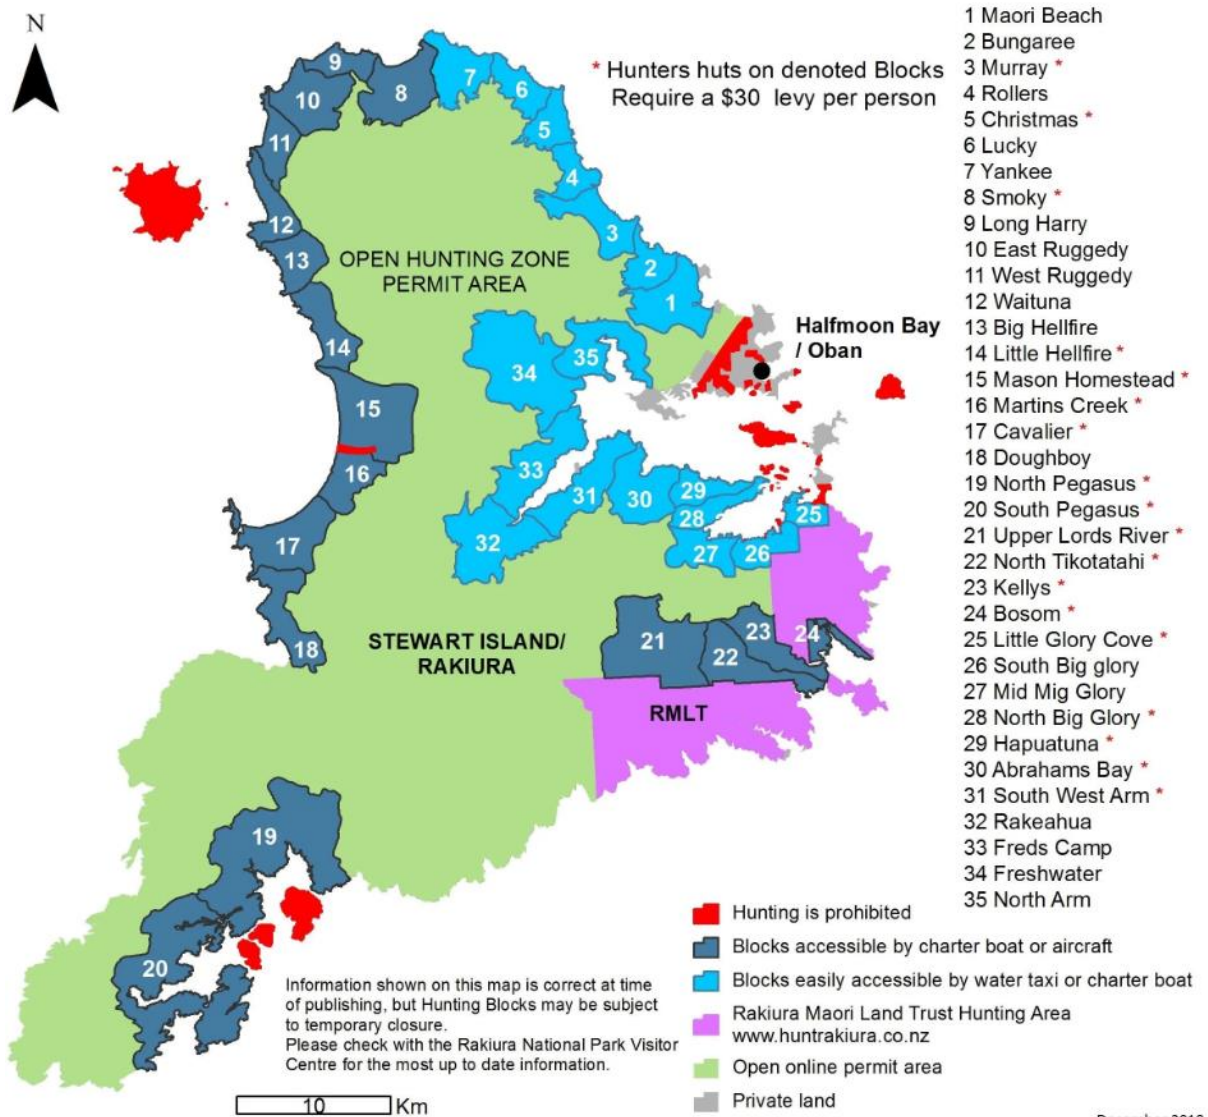 N
* Hunters huts on denoted Blocks
Require a $30 levy per person
OPEN HUNTING ZONE
PERMIT AREA
Halfmoon Bay
/ Oban
STEWART ISLAND/
RAKIURA
RMLT
9
10
8
7
6
11
5
4
12
3
13
2
1
14
35
34
15
16
33
31
30
29
28
25
32
17
27
26
18
21
23
22
24
19
20
1 Maori Beach
2 Bungaree
3 Murray *
4 Rollers
5 Christmas *
6 Lucky
7 Yankee
8 Smoky *
9 Long Harry
10 East Ruggedy
11 West Ruggedy
12 Waituna
13 Big Hellfire
14 Little Hellfire *
15 Mason Homestead *
16 Martins Creek *
17 Cavalier *
18 Doughboy
19 North Pegasus *
20 South Pegasus *
21 Upper Lords River *
22 North Tikotatahi *
23 Kellys *
24 Bosom *
25 Little Glory Cove *
26 South Big glory
27 Mid Mig Glory
28 North Big Glory *
29 Hapuatuna *
30 Abrahams Bay *
31 South West Arm *
32 Rakeahua
33 Freds Camp
34 Freshwater
35 North Arm
Hunting is prohibited
Blocks accessible by charter boat or aircraft
Blocks easily accessible by water taxi or charter boat
Rakiura Maori Land Trust Hunting Area
www.huntrakiura.co.nz
Open online permit area
Private land
Information shown on this map is correct at time
of publishing, but Hunting Blocks may be subject
to temporary closure.
Please check with the Rakiura National Park Visitor
Centre for the most up to date information.
10 Km